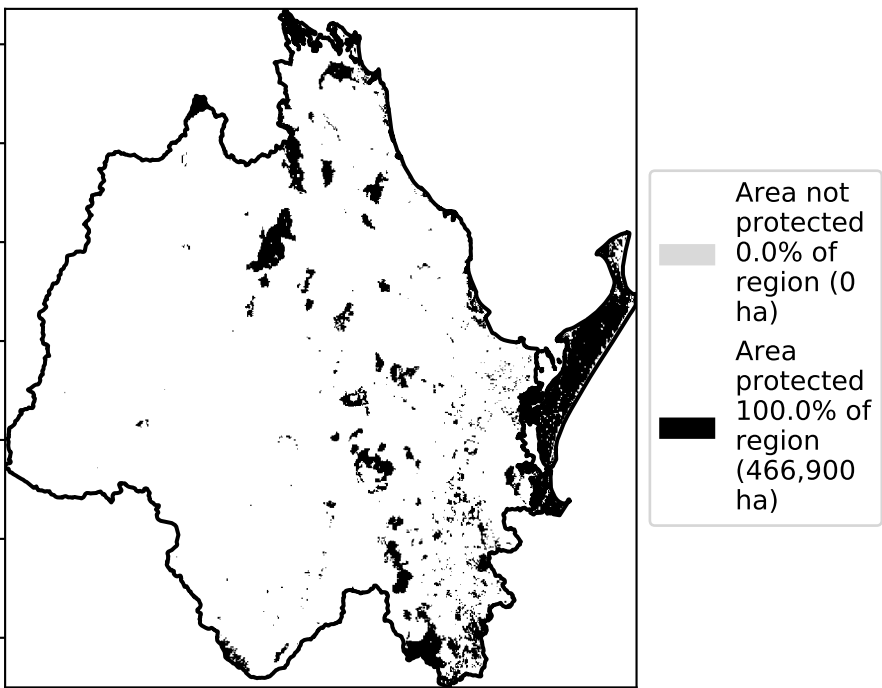 Area not
protected
0.0% of
region (0
ha)
Area
protected
100.0% of
region
(466,900
ha)